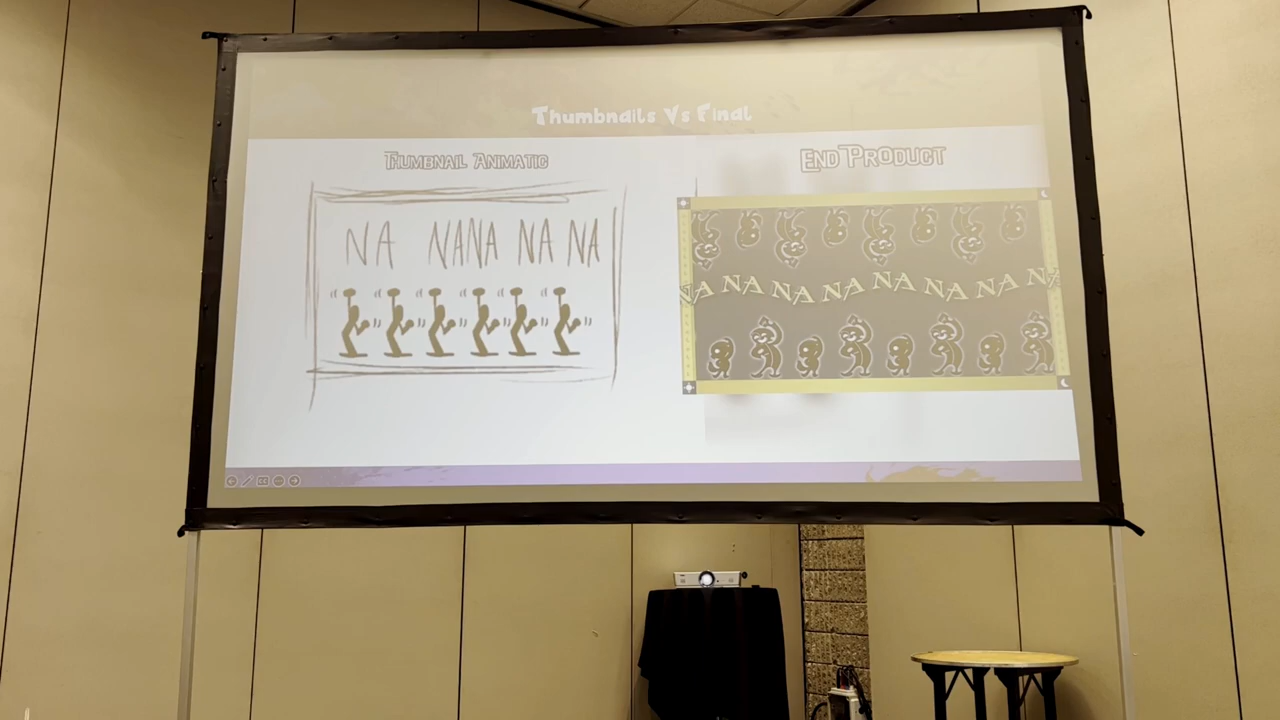 Thumbnails Vs Final
Thumbnail Animatic
End Product
NA NANA NA NA
NA NA NA NA NA NA NA NA
CC